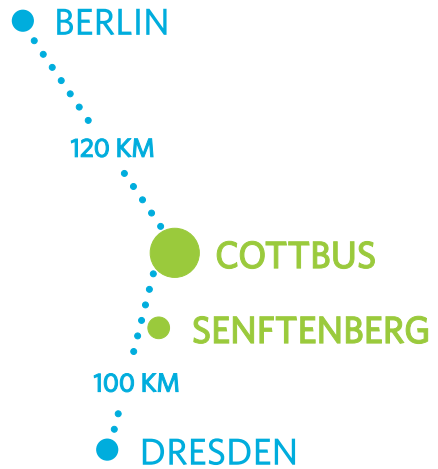 BERLIN
120 KM
COTTBUS
SENFTENBERG
100 KM
DRESDEN